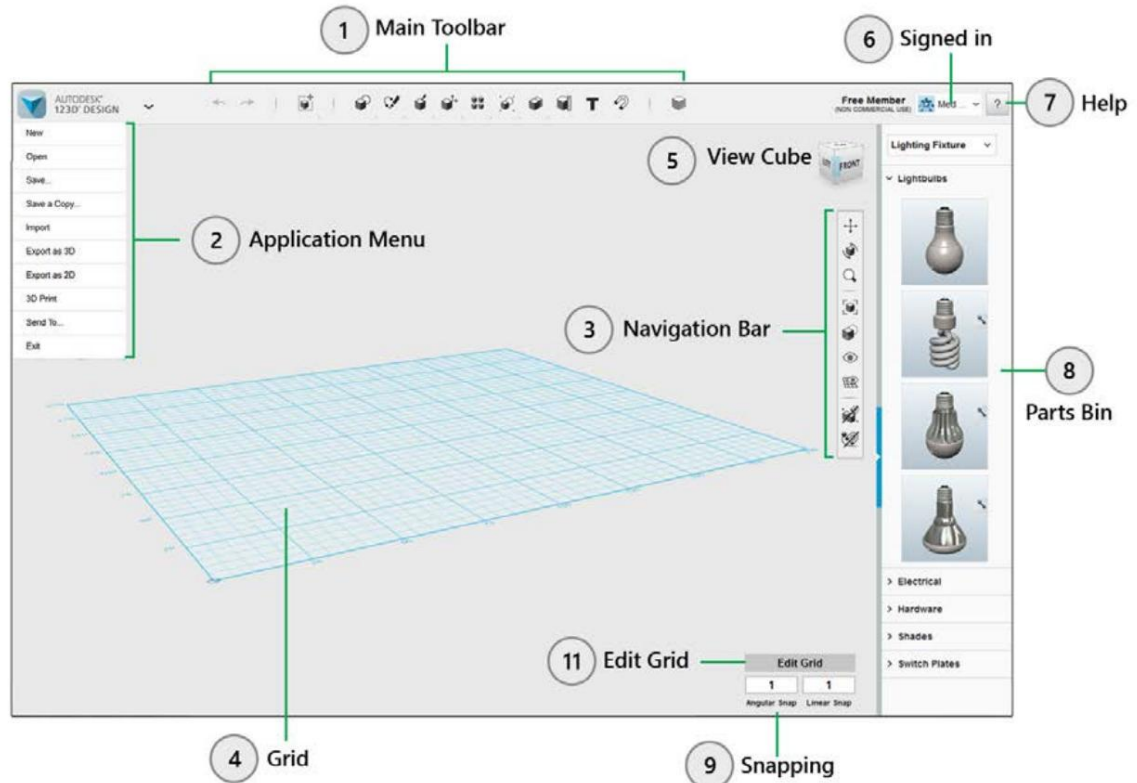 1 Main Toolbar
6 Signed in
AUTODESK®
123D® DESIGN
T
Free Member
(NON COMMERCIAL USE)
Med ...
?
7 Help
New
Open
Save...
Save a Copy...
Import
Export as 3D
Export as 2D
3D Print
Send To...
Exit
2 Application Menu
5 View Cube
FRONT
3 Navigation Bar
Lighting Fixture
Lightbulbs
8
Parts Bin
Electrical
Hardware
Shades
Switch Plates
11 Edit Grid
Edit Grid
1 1
Angular Snap Linear Snap
4 Grid
9 Snapping